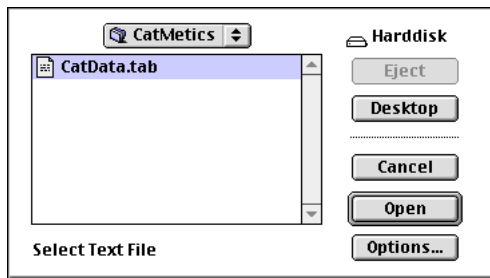 CatMetics
Harddisk
CatData.tab
Eject
Desktop
Cancel
Open
Select Text File
Options...